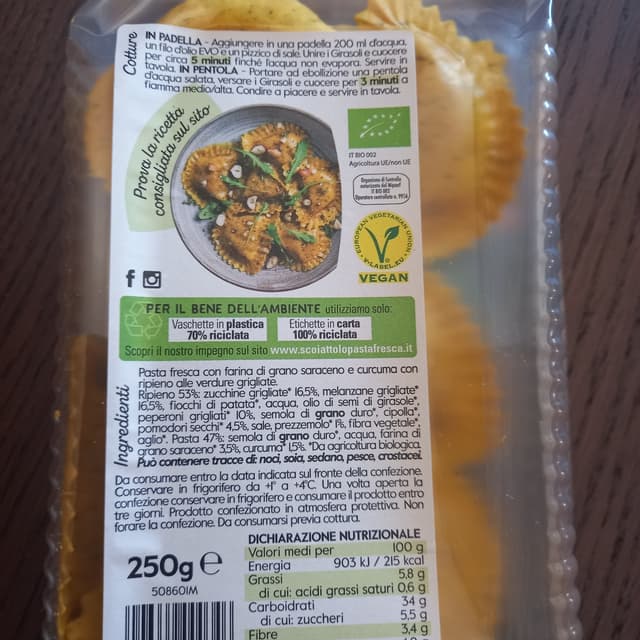 Cotture
IN PADELLA - Aggiungere in una padella 200 ml d'acqua,
un filo d'olio EVO e un pizzico di sale. Unire i Girasoli e cuocere
per circa 5 minuti finché l'acqua non evapora. Servire in
tavola. IN PENTOLA - Portare ad ebollizione una pentola
d'acqua salata, versare i Girasoli e cuocere per 3 minuti a
fiamma medio/alta. Condire a piacere e servire in tavola.
Prova la ricetta
consigliata sul sito
IT BIO 002
Agricoltura UE/non UE
Organismo di controllo
autorizzato dal Mipaaf
IT BIO 002
Operatore controllato n.
EUROPEAN VEGETARIAN UNION
V-LABEL.EU
VEGAN
PER IL BENE DELL'AMBIENTE utilizziamo solo:
Vaschette in plastica
70% riciclata
Etichette in carta
100% riciclata
Scopri il nostro impegno sul sito www.scoiattolopastafresca.it
Ingredienti
Pasta fresca con farina di grano saraceno e curcuma con
ripieno alle verdure grigliate.
Ripieno 53%: zucchine grigliate* 16,5%, melanzane grigliate*
16,5%, fiocchi di patata*, acqua, olio di semi di girasole*,
peperoni grigliati* 10%, semola di grano duro*, cipolla*,
pomodori secchi* 4,5%, sale, prezzemolo* 1%, fibra vegetale*,
aglio*. Pasta 47%: semola di grano duro*, acqua, farina di
grano saraceno* 3,5%, curcuma* 1,5%. *Da agricoltura biologica.
Può contenere tracce di: noci, soia, sedano, pesce, crostacei.
Da consumare entro la data indicata sul fronte della confezione.
Conservare in frigorifero da +1° a +4°C. Una volta aperta la
confezione conservare in frigorifero e consumare il prodotto entro
tre giorni. Prodotto confezionato in atmosfera protettiva. Non
forare la confezione. Da consumarsi previa cottura.
250g e
50860IM
DICHIARAZIONE NUTRIZIONALE
Valori medi per 100 g
Energia 903 kJ / 215 kcal
Grassi 5,8 g
di cui: acidi grassi saturi 0,6 g
Carboidrati 34 g
di cui: zuccheri 5,5 g
Fibre 3,4 g